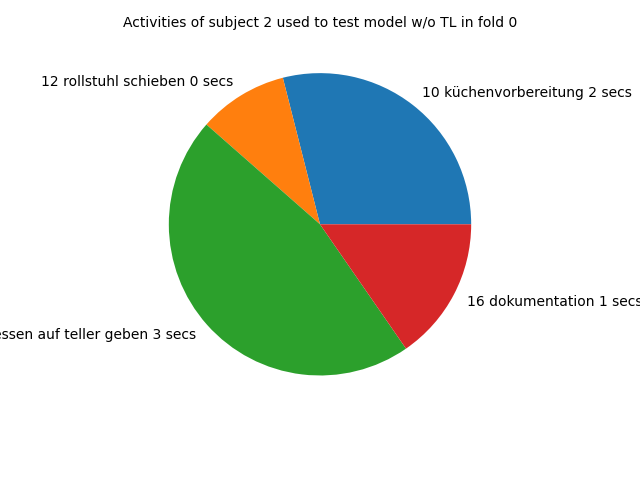 Activities of subject 2 used to test model w/o TL in fold 0
12 rollstuhl schieben 0 secs
10 küchenvorbereitung 2 secs
16 dokumentation 1 secs
auf teller geben 3 secs